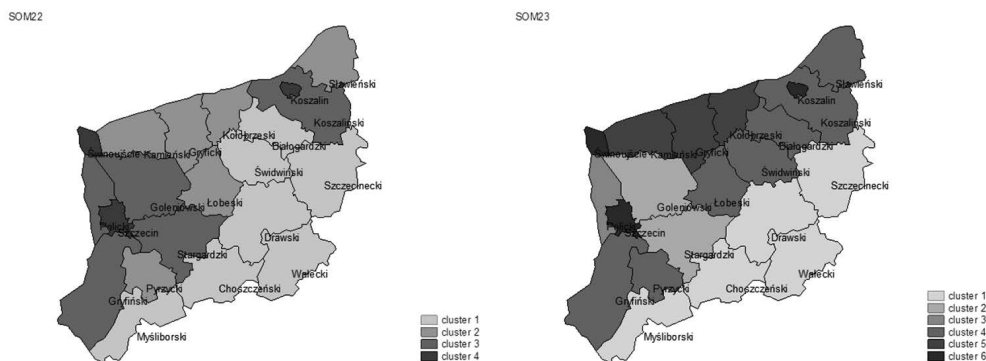 SOM22
Sławieński
Koszalin
Koszaliński
Kołobrzeski
Białogardzki
Świnoujście
Kamieński
Gryficki
Świdwiński
Szczecinecki
Goleniowski
Łobeski
Police
Szczecin
Drawski
Stargardzki
Wałecki
Pyrzycki
Choszczeński
Gryfiński
Myśliborski
cluster 1
cluster 2
cluster 3
cluster 4
SOM23
Sławieński
Koszalin
Koszaliński
Kołobrzeski
Białogardzki
Świnoujście
Kamieński
Gryficki
Świdwiński
Szczecinecki
Goleniowski
Łobeski
Szczecin
Drawski
Stargardzki
Wałecki
Pyrzycki
Choszczeński
Gryfiński
Myśliborski
cluster 1
cluster 2
cluster 3
cluster 4
cluster 5
cluster 6